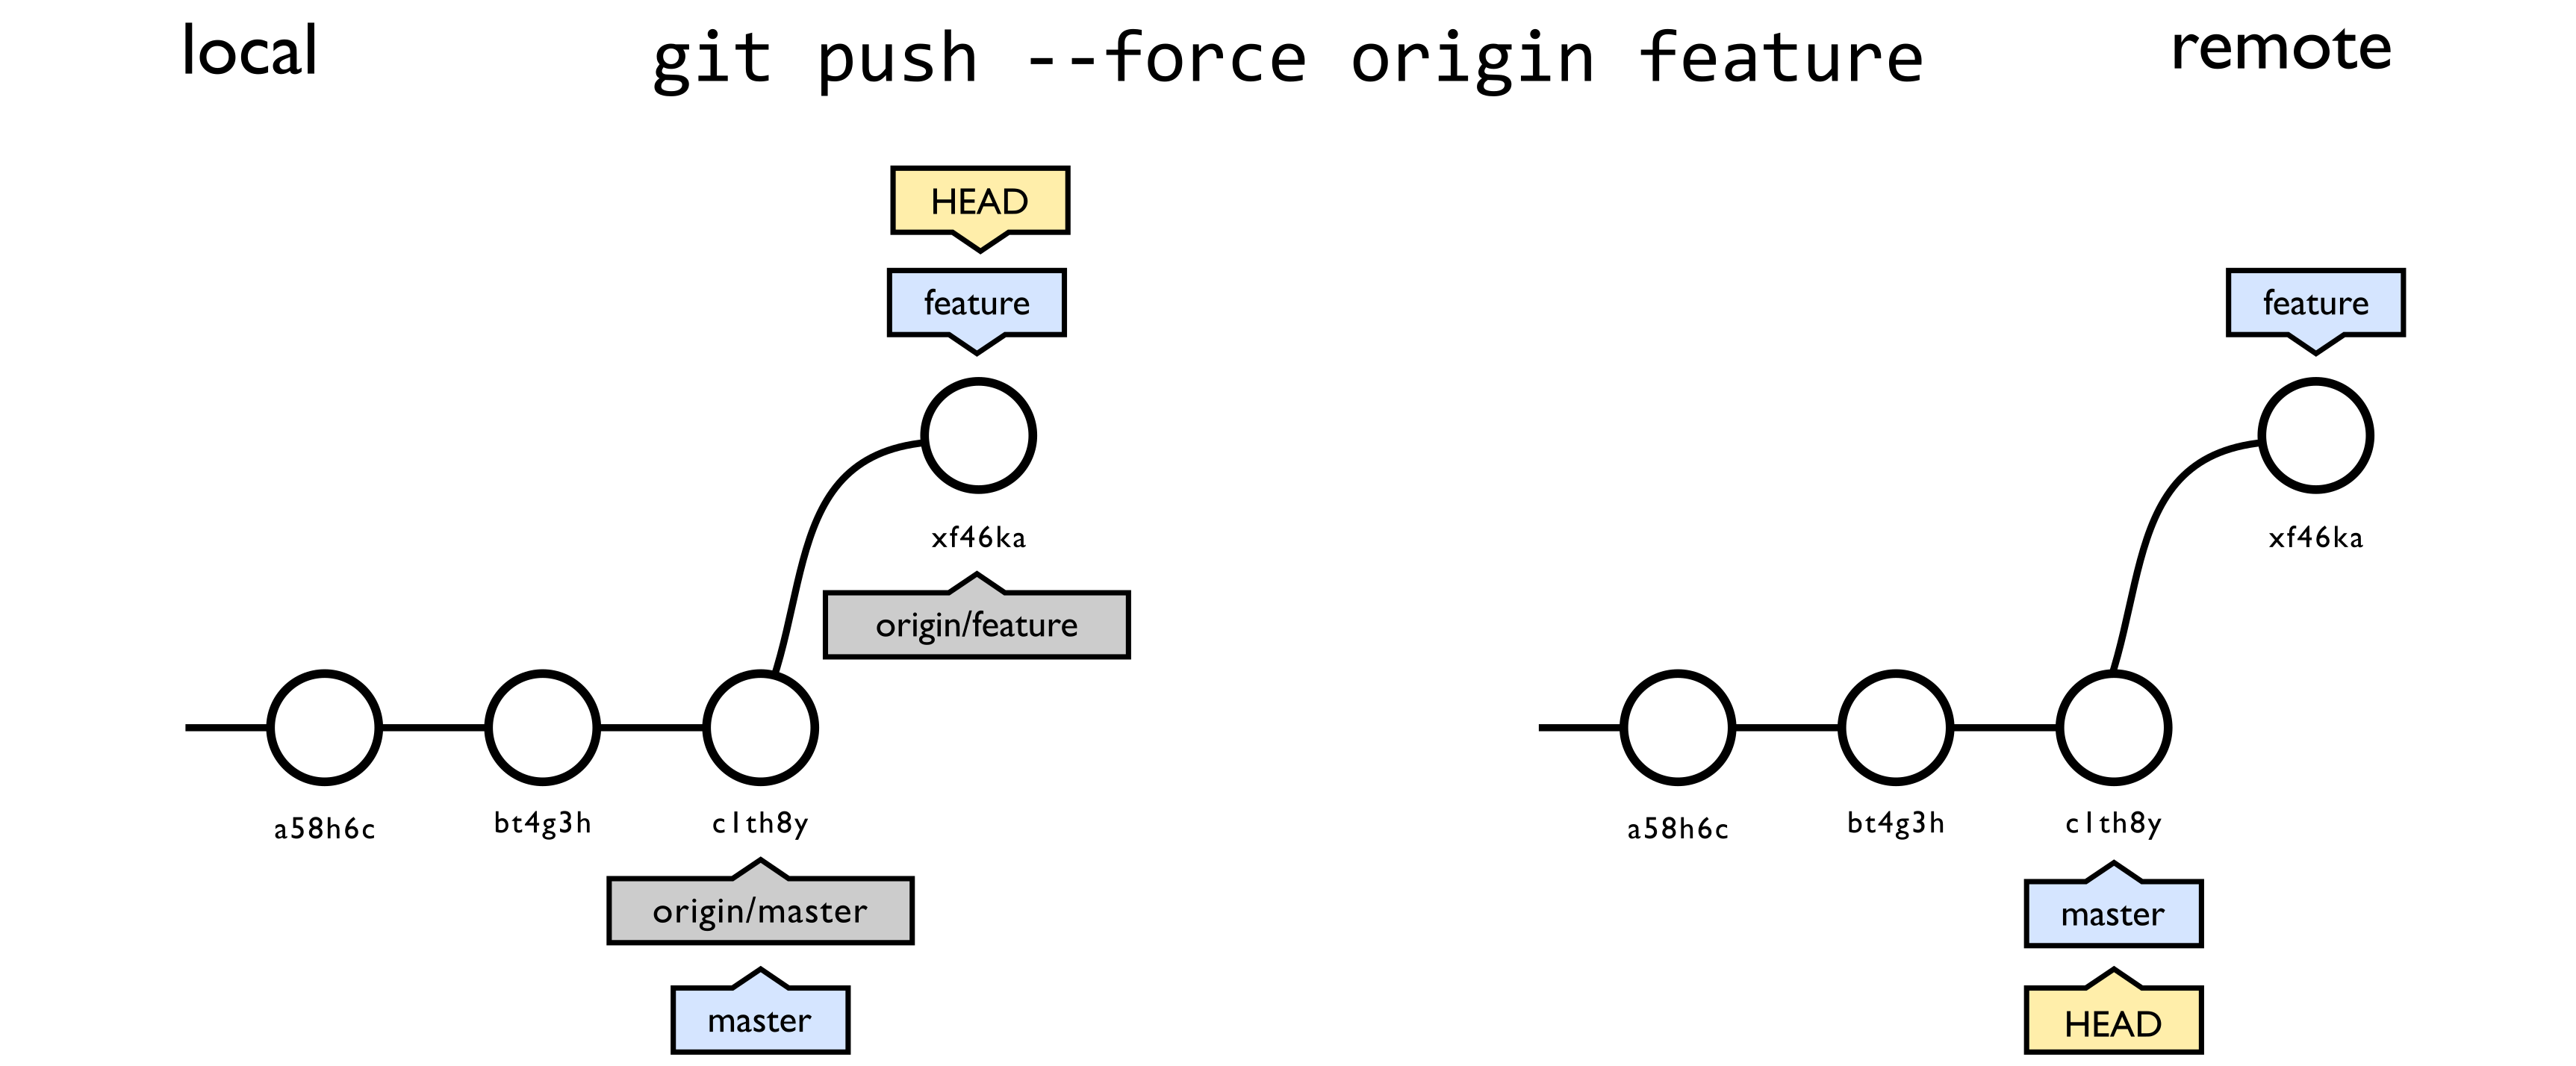 local
git push --force origin feature
remote
HEAD
feature
feature
xf46ka
xf46ka
origin/feature
a58h6c
bt4g3h
c1th8y
a58h6c
bt4g3h
c1th8y
origin/master
master
master
HEAD